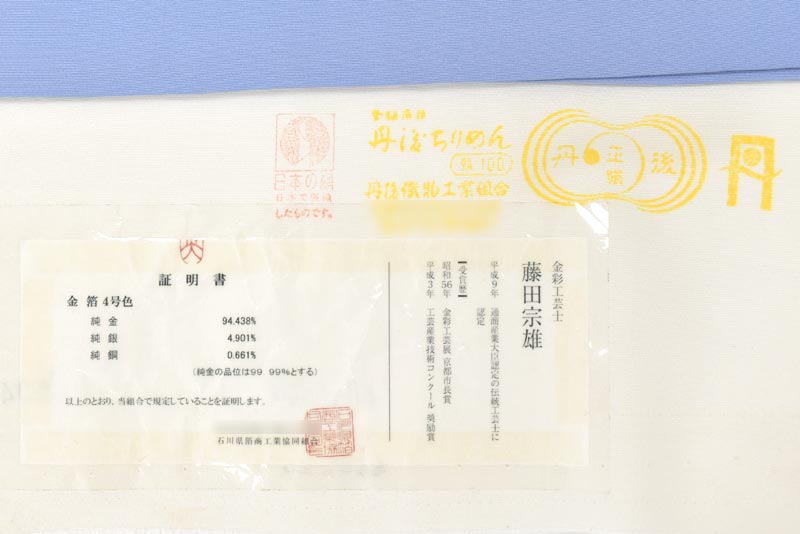 日本の絹
日本で製織
したものです。
登録商標
丹後ちりめん
絹100
丹後織物工業組合
丹
正
絹
後
丹
証明書
金箔4号色
純金 94.438%
純銀 4.901%
純銅 0.661%
(純金の品位は99.99%とする)
以上のとおり、当組合で規定していることを証明します。
石川県箔商工業協同組合
金彩工芸士
藤田宗雄
平成9年 通商産業大臣認定の伝統工芸士に
認定
【受賞歴】
昭和56年 金彩工芸展 京都市長賞
平成3年 工芸産業技術コンクール 奨励賞